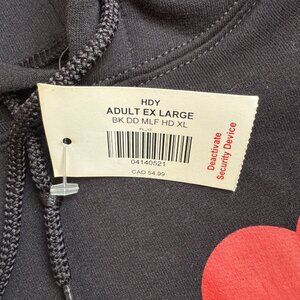 HDY
ADULT EX LARGE
BK DD MLF HD XL
04140521
CAD 54.99
Deactivate
Security Device